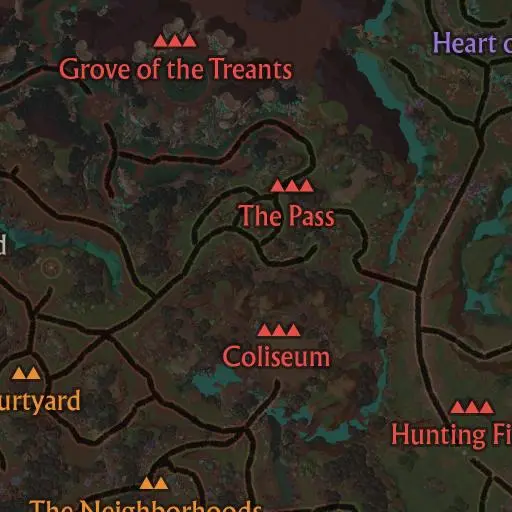 Heart
Grove of the Treants
The Pass
d
Coliseum
urtyard
Hunting Fi
The Neighborhoods